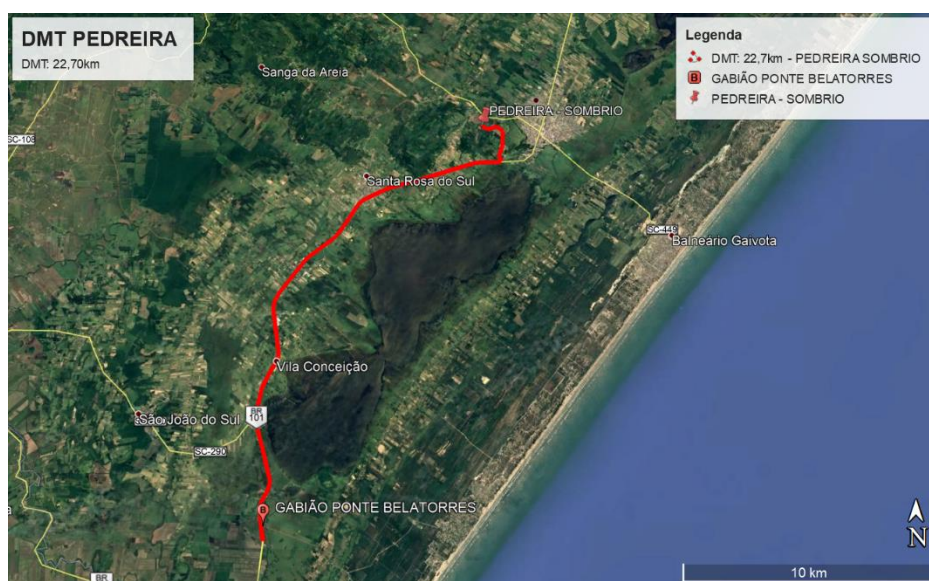 DMT PEDREIRA
DMT: 22,70km
Legenda
DMT: 22,7km - PEDREIRA SOMBRIO
B GABIÃO PONTE BELATORRES
PEDREIRA - SOMBRIO
Sanga da Areia
PEDREIRA - SOMBRIO
SC-108
Santa Rosa do Sul
SC-449
Balneário Gaivota
Vila Conceição
São João do Sul
BR
101
SC-290
B GABIÃO PONTE BELATORRES
a
N
BR
10 km